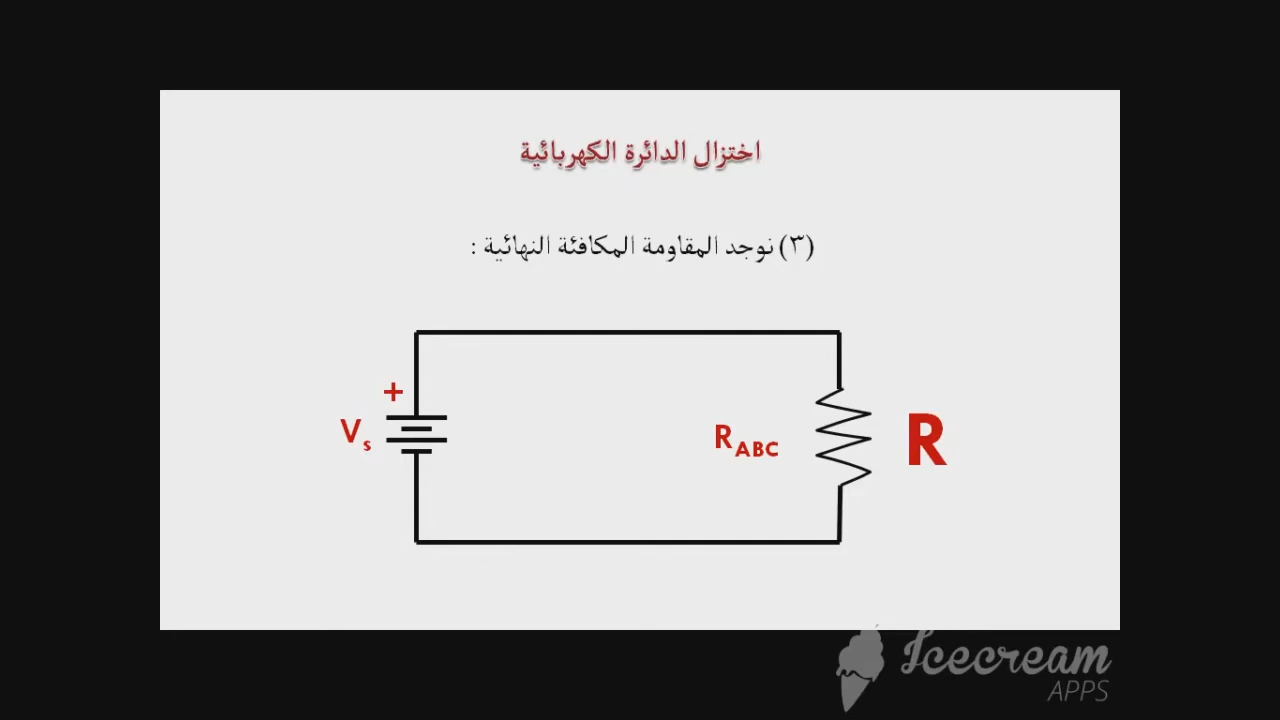 اختزال الدائرة الكهربائية
(٣) نوجد المقاومة المكافئة النهائية :
+
Vs
RABC
R
Icecream
APPS